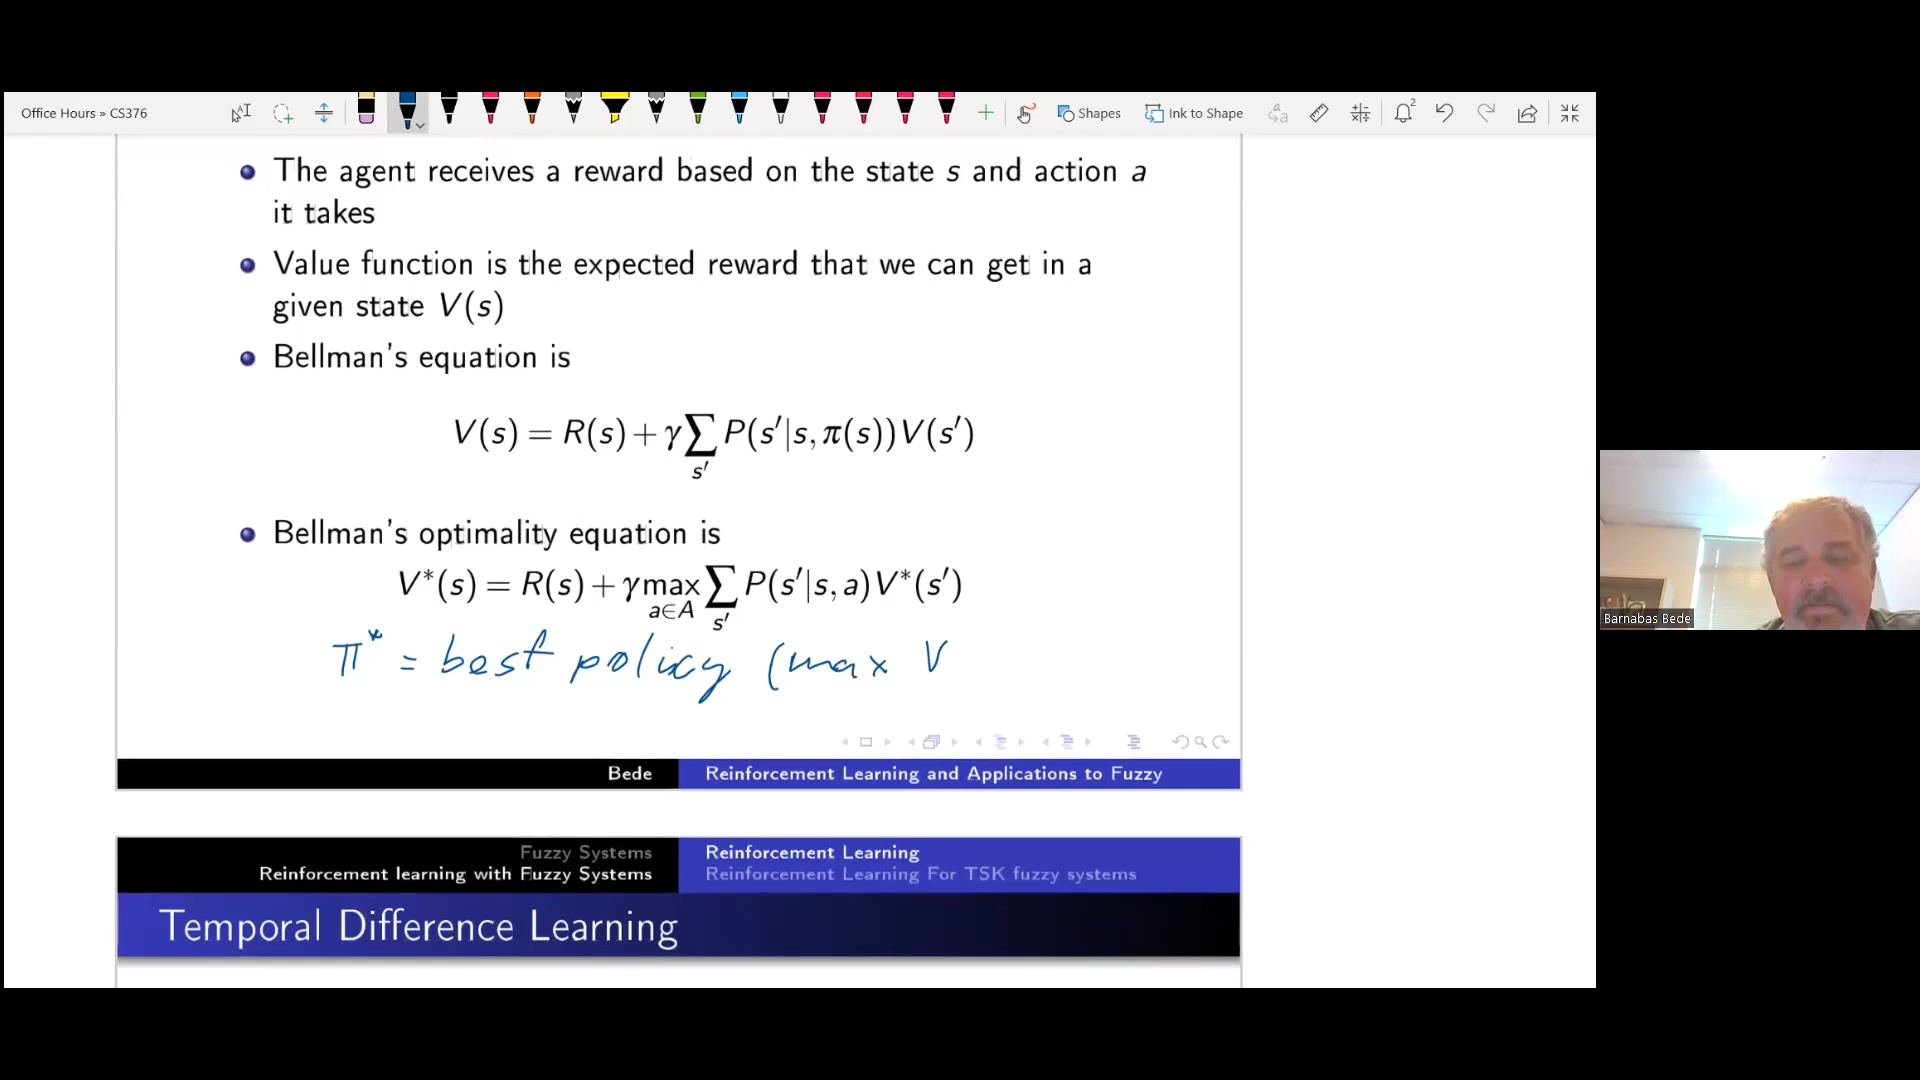 Office Hours » CS376
2
Shapes
Ink to Shape
The agent receives a reward based on the state s and action a
it takes
Value function is the expected reward that we can get in a
given state V(s)
Bellman's equation is
V(s) = R(s) + γ∑P(s′|s, π(s))V(s′)
s′
Bellman's optimality equation is
V*(s) = R(s) + γmax∑P(s′|s, a)V*(s′)
a∈A s′
π* = best policy (max V
Barnabas Bede
Bede
Reinforcement Learning and Applications to Fuzzy
Fuzzy Systems
Reinforcement learning with Fuzzy Systems
Reinforcement Learning
Reinforcement Learning For TSK fuzzy systems
Temporal Difference Learning